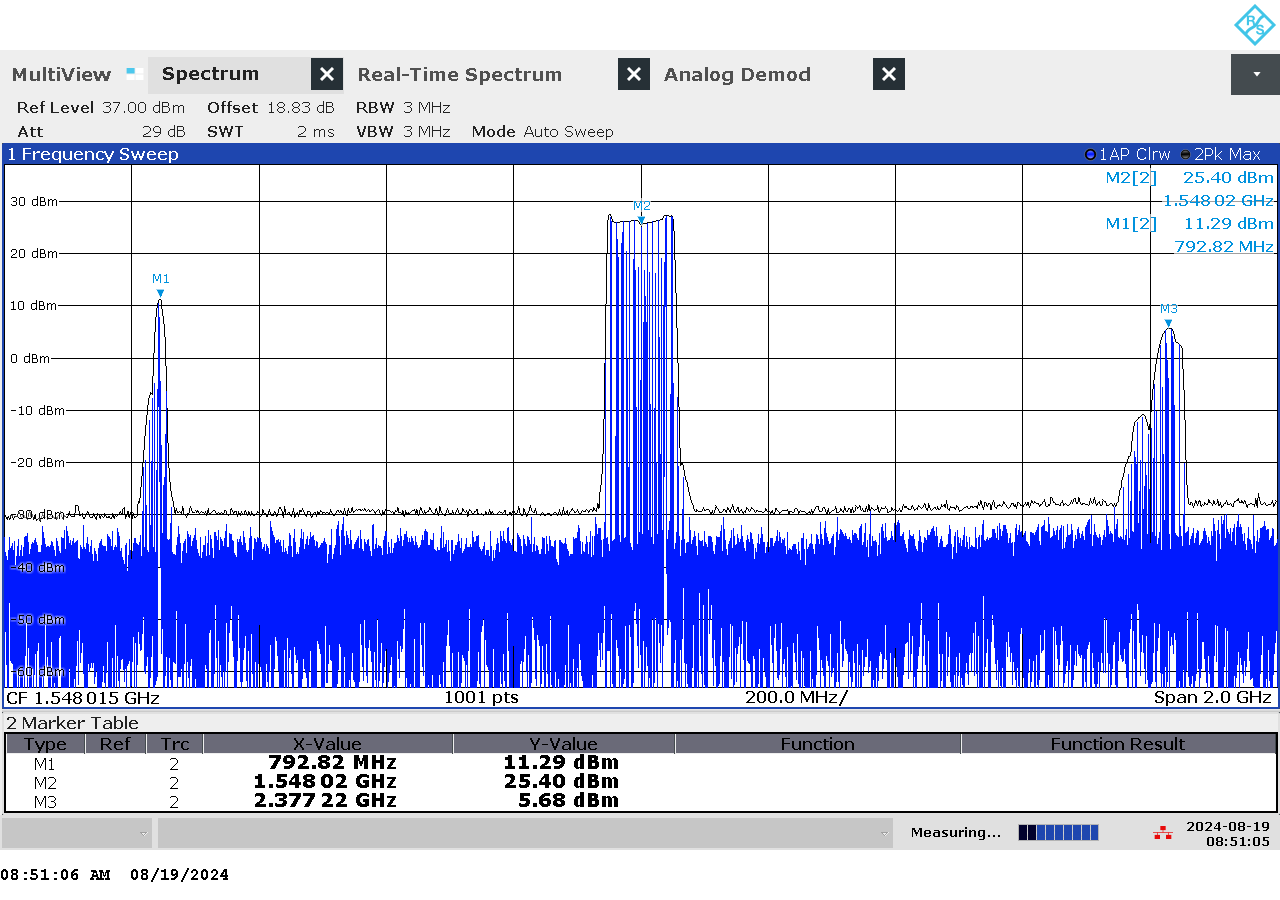 R/S
MultiView Spectrum Real-Time Spectrum Analog Demod
Ref Level 37.00 dBm Offset 18.83 dB RBW 3 MHz
Att 29 dB SWT 2 ms VBW 3 MHz Mode Auto Sweep
1 Frequency Sweep 1AP Clrw 2Pk Max
M2[2] 25.40 dBm
1.548 02 GHz
M1[2] 11.29 dBm
792.82 MHz
30 dBm
M2
20 dBm
M1
10 dBm
M3
0 dBm
-10 dBm
-20 dBm
-30 dBm
-40 dBm
-50 dBm
-60 dBm
CF 1.548 015 GHz 1001 pts 200.0 MHz/ Span 2.0 GHz
2 Marker Table
Type Ref Trc X-Value Y-Value Function Function Result
M1 2 792.82 MHz 11.29 dBm
M2 2 1.548 02 GHz 25.40 dBm
M3 2 2.377 22 GHz 5.68 dBm
Measuring... 2024-08-19
08:51:05
08:51:06 AM 08/19/2024